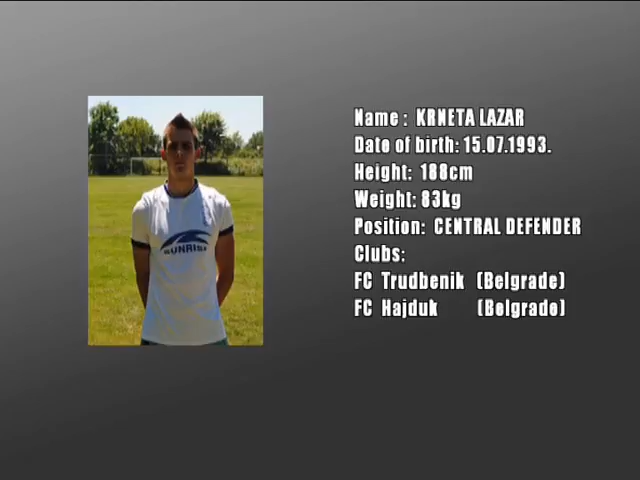 SUNRISE
Name : KRNETA LAZAR
Date of birth: 15.07.1993.
Height: 188cm
Weight: 83kg
Position: CENTRAL DEFENDER
Clubs:
FC Trudbenik (Belgrade)
FC Hajduk (Belgrade)